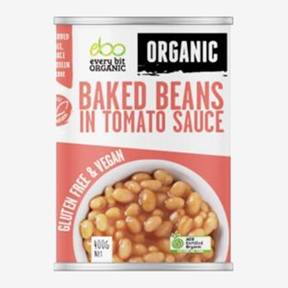 ebo
every bit
ORGANIC
ORGANIC
BAKED BEANS
IN TOMATO SAUCE
GLUTEN FREE & VEGAN
400G
NET
ACO
Certified
Organic